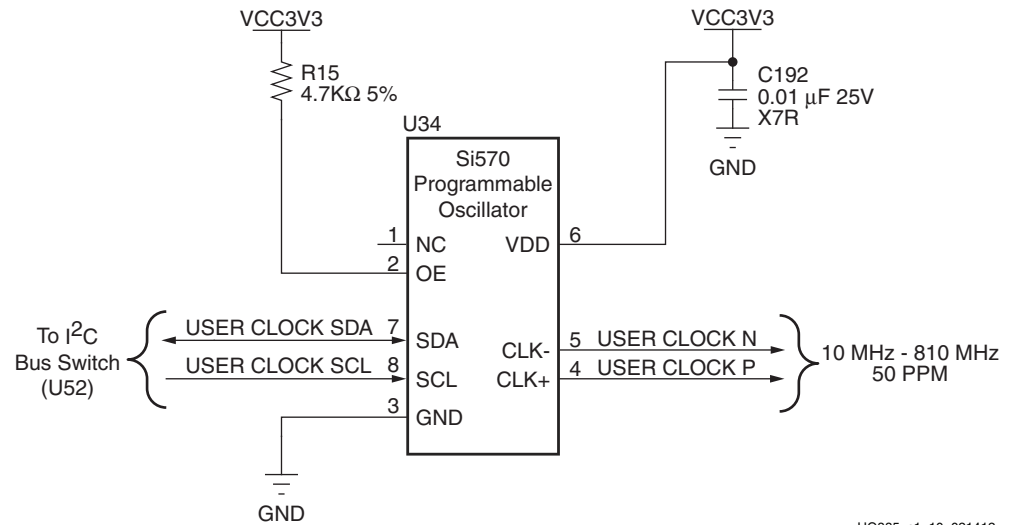 VCC3V3
R15
4.7KΩ 5%
VCC3V3
C192
0.01 μF 25V
X7R
GND
U34
Si570
Programmable
Oscillator
1 NC
2 OE
VDD 6
To I2C
Bus Switch
(U52)
USER CLOCK SDA 7 SDA
USER CLOCK SCL 8 SCL
3 GND
GND
CLK- 5 USER CLOCK N
CLK+ 4 USER CLOCK P
10 MHz - 810 MHz
50 PPM